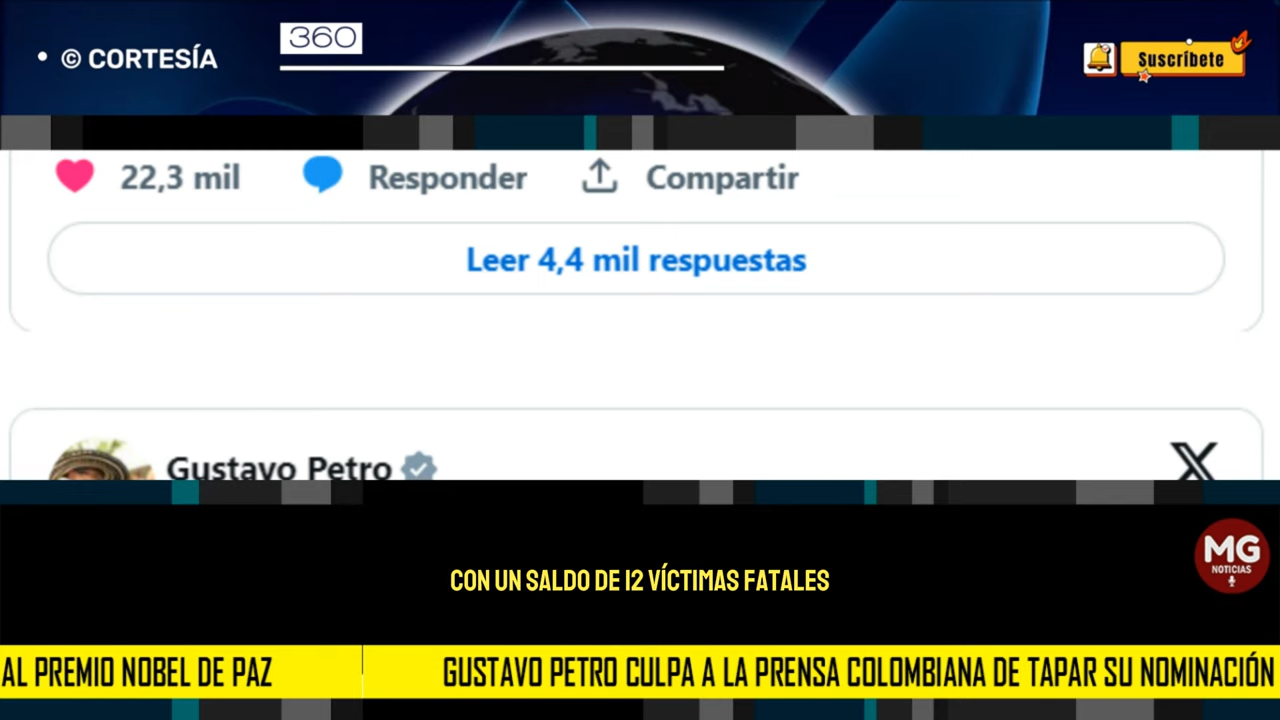 360
• © CORTESÍA
Suscríbete
22,3 mil
Responder
Compartir
Leer 4,4 mil respuestas
Gustavo Petro
MG
NOTICIAS
CON UN SALDO DE 12 VÍCTIMAS FATALES
AL PREMIO NOBEL DE PAZ
GUSTAVO PETRO CULPA A LA PRENSA COLOMBIANA DE TAPAR SU NOMINACIÓN